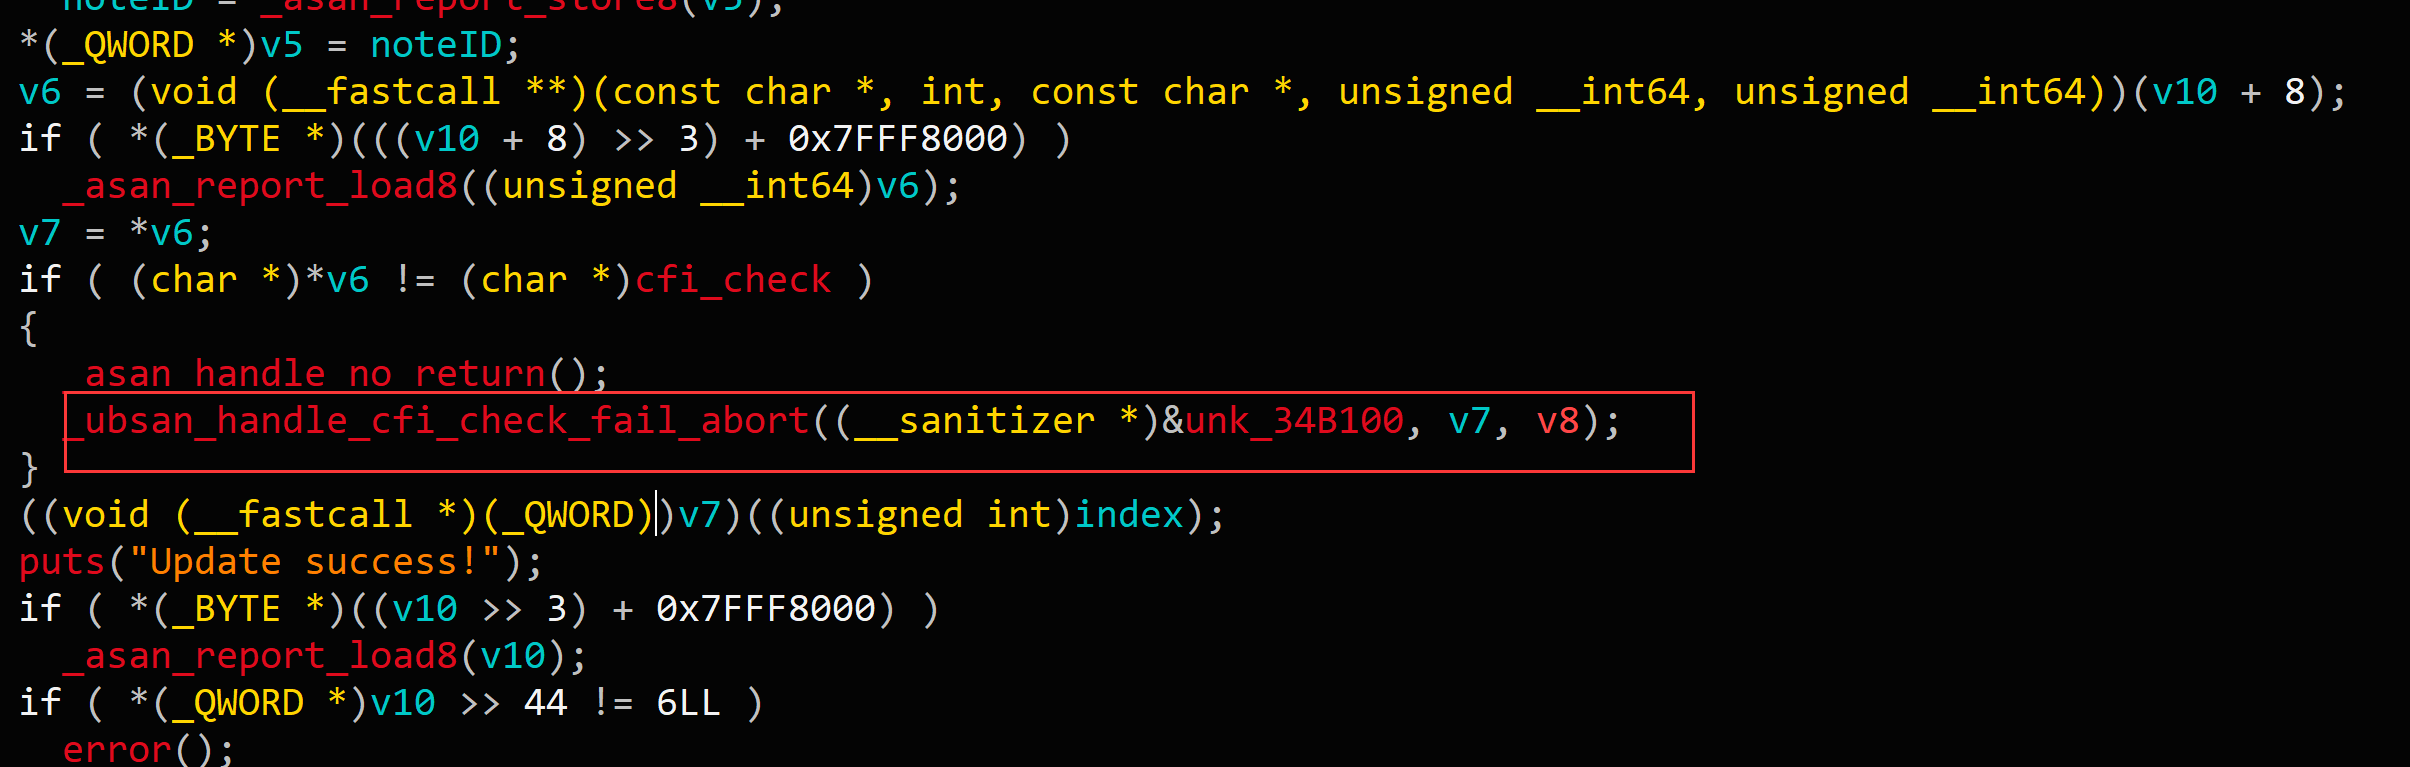 noteID = _asan_report_store8(v5);
*(_QWORD *)v5 = noteID;
v6 = (void (__fastcall **)(const char *, int, const char *, unsigned __int64, unsigned __int64))(v10 + 8);
if ( *(_BYTE *)(((v10 + 8) >> 3) + 0x7FFF8000) )
_asan_report_load8((unsigned __int64)v6);
v7 = *v6;
if ( (char *)*v6 != (char *)cfi_check )
{
_asan_handle_no_return();
_ubsan_handle_cfi_check_fail_abort((__sanitizer *)&unk_34B100, v7, v8);
}
((void (__fastcall *)(_QWORD))v7)((unsigned int)index);
puts("Update success!");
if ( *(_BYTE *)((v10 >> 3) + 0x7FFF8000) )
_asan_report_load8(v10);
if ( *(_QWORD *)v10 >> 44 != 6LL )
error();